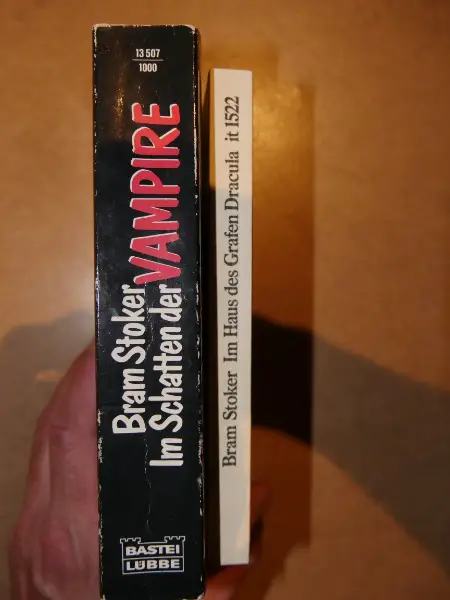 13 507
1000
Bram Stoker
Im Schatten der VAMPIRE
BASTEI
LÜBBE
Bram Stoker Im Haus des Grafen Dracula it 1522